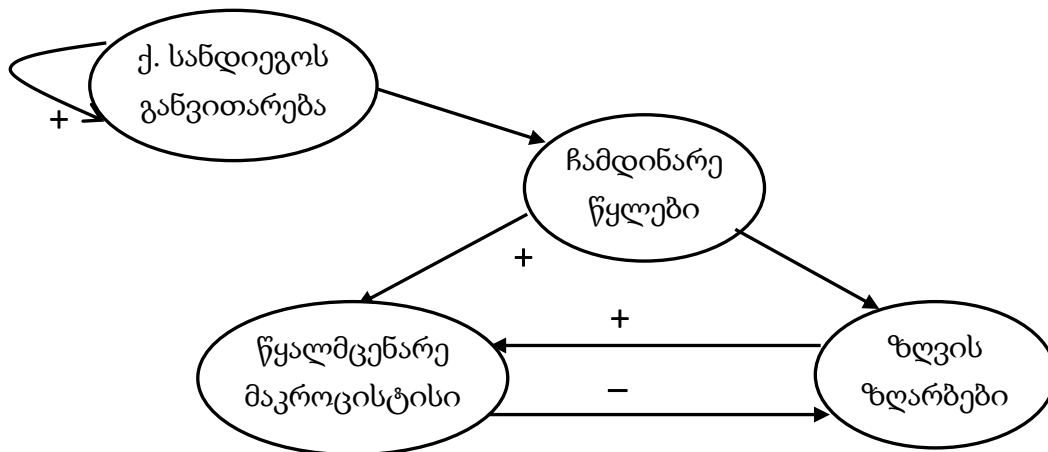 ქ. სანდიეგოს
განვითარება
+
ჩამდინარე
წყლები
+
+
წყალმცენარე
მაკროცისტისი
–
ზღვის
ზღარბები